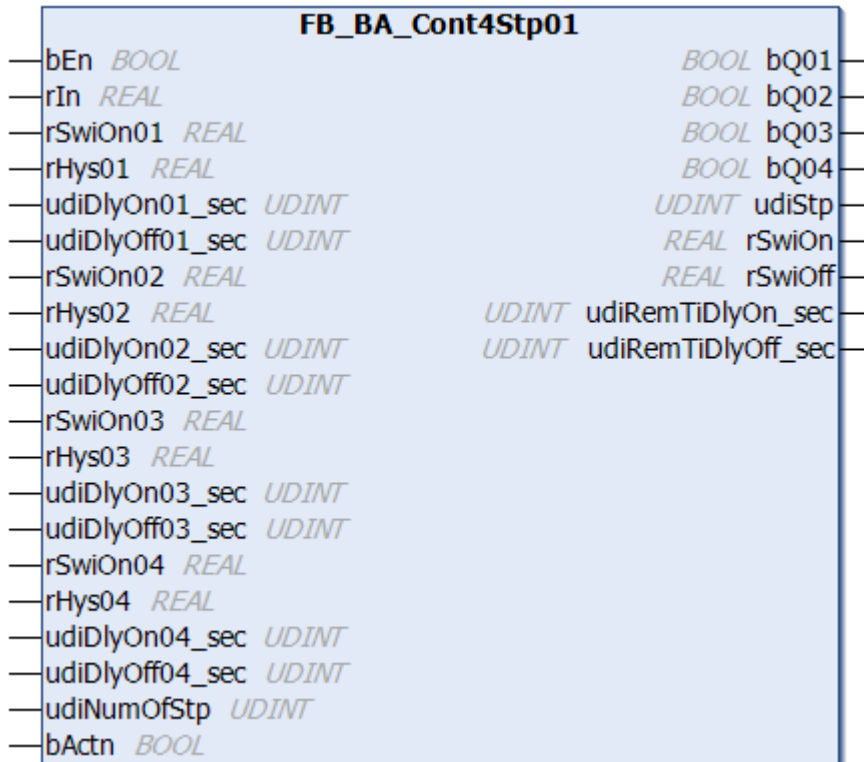 FB_BA_Cont4Stp01
bEn BOOL BOOL bQ01
rIn REAL BOOL bQ02
rSwiOn01 REAL BOOL bQ03
rHys01 REAL BOOL bQ04
udiDlyOn01_sec UDINT UDINT udiStp
udiDlyOff01_sec UDINT REAL rSwiOn
rSwiOn02 REAL REAL rSwiOff
rHys02 REAL UDINT udiRemTiDlyOn_sec
udiDlyOn02_sec UDINT UDINT udiRemTiDlyOff_sec
udiDlyOff02_sec UDINT
rSwiOn03 REAL
rHys03 REAL
udiDlyOn03_sec UDINT
udiDlyOff03_sec UDINT
rSwiOn04 REAL
rHys04 REAL
udiDlyOn04_sec UDINT
udiDlyOff04_sec UDINT
udiNumOfStp UDINT
bActn BOOL